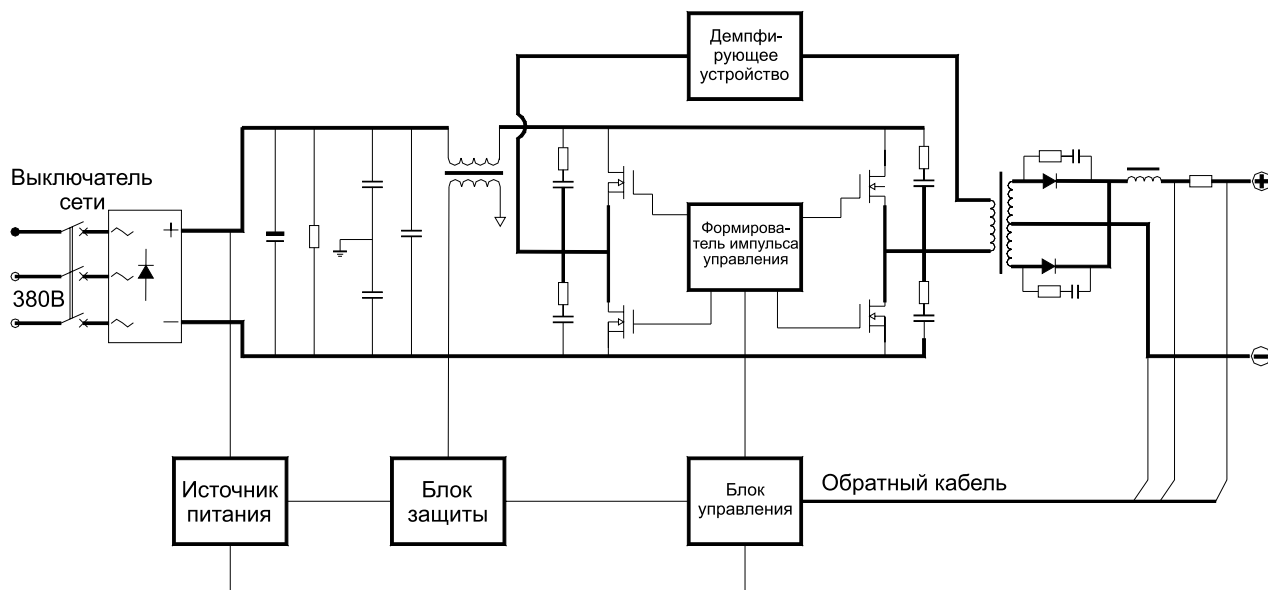 Демпфи-
рующее
устройство
Выключатель
сети
380В
Формирова-
тель импульса
управления
Источник
питания
Блок
защиты
Блок
управления
Обратный кабель